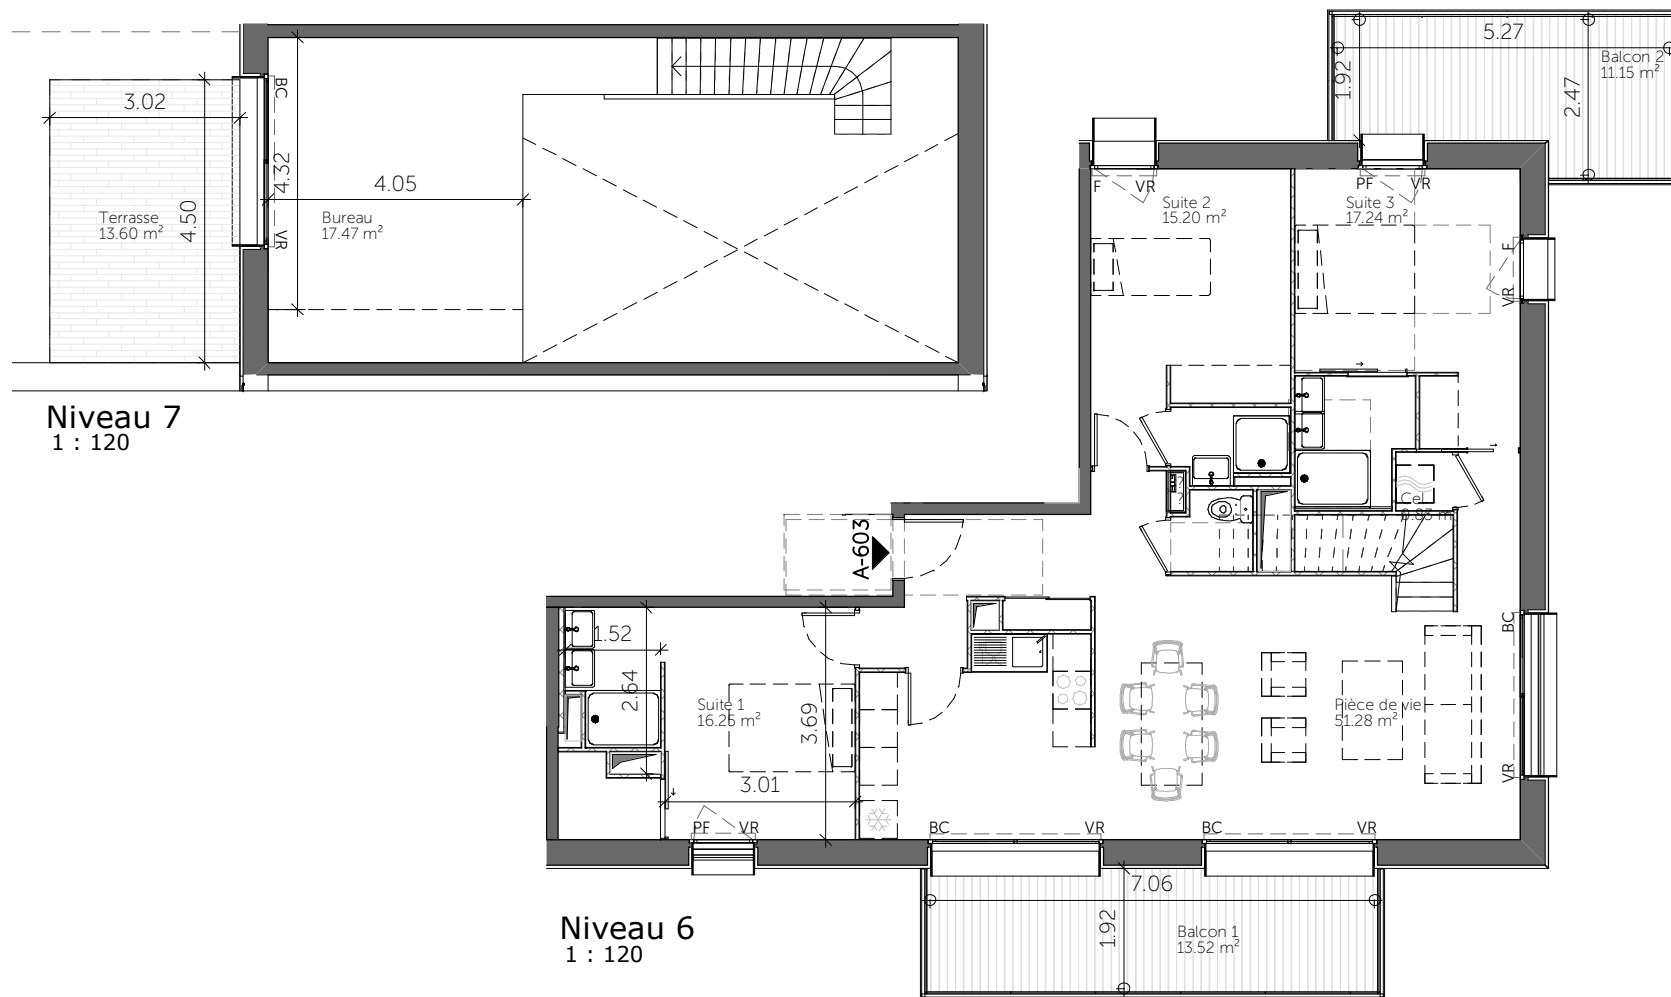 3.02
4.50
Terrasse
13.60 m²
BC
4.32
VR
4.05
Bureau
17.47 m²
Niveau 7
1 : 120
5.27
1.92
2.47
Balcon 2
11.15 m²
F
VR
Suite 2
15.20 m²
PF
VR
Suite 3
17.24 m²
F
VR
Cel
A-603
1.52
2.64
Suite 1
16.25 m²
3.69
3.01
PF
VR
BC
VR
Pièce de vie
51.28 m²
BC
VR
BC
VR
7.06
1.92
Balcon 1
13.52 m²
Niveau 6
1 : 120